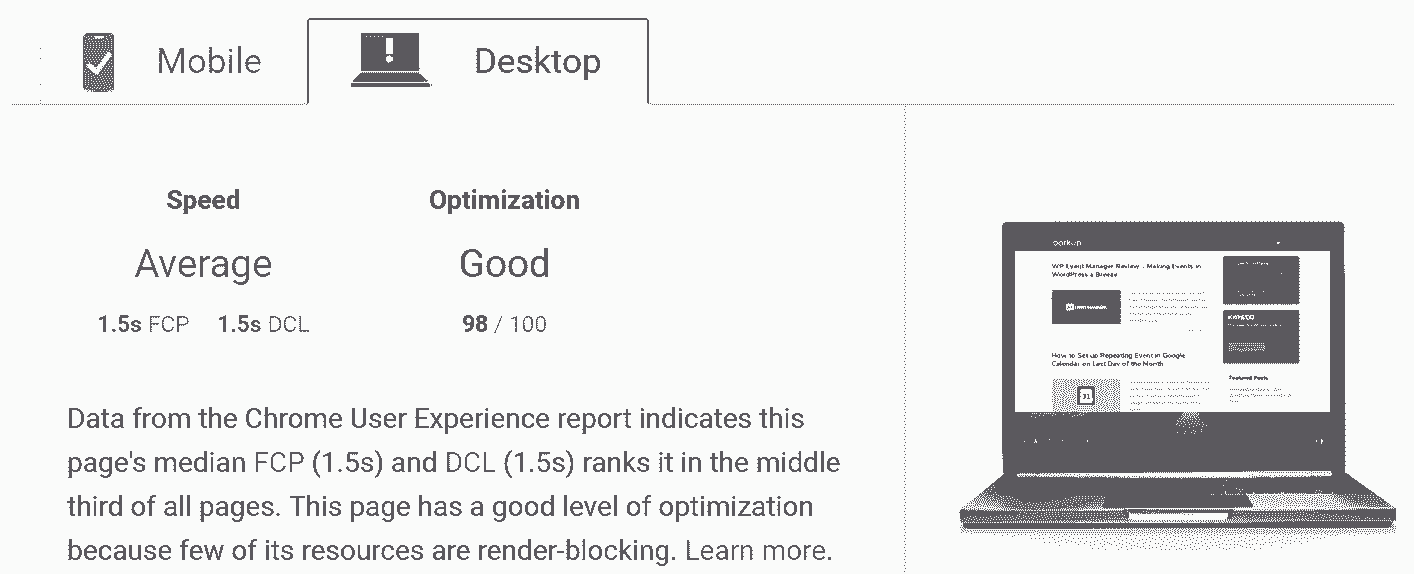 Mobile
Desktop
Speed
Optimization
Average
Good
1.5s FCP 1.5s DCL
98 / 100
Data from the Chrome User Experience report indicates this
page's median FCP (1.5s) and DCL (1.5s) ranks it in the middle
third of all pages. This page has a good level of optimization
because few of its resources are render-blocking. Learn more.
WP Event Manager Review - Making Events in
WordPress a Breeze
How to Set up Repeating Event in Google
Calendar on Last Day of the Month
31
Featured Posts